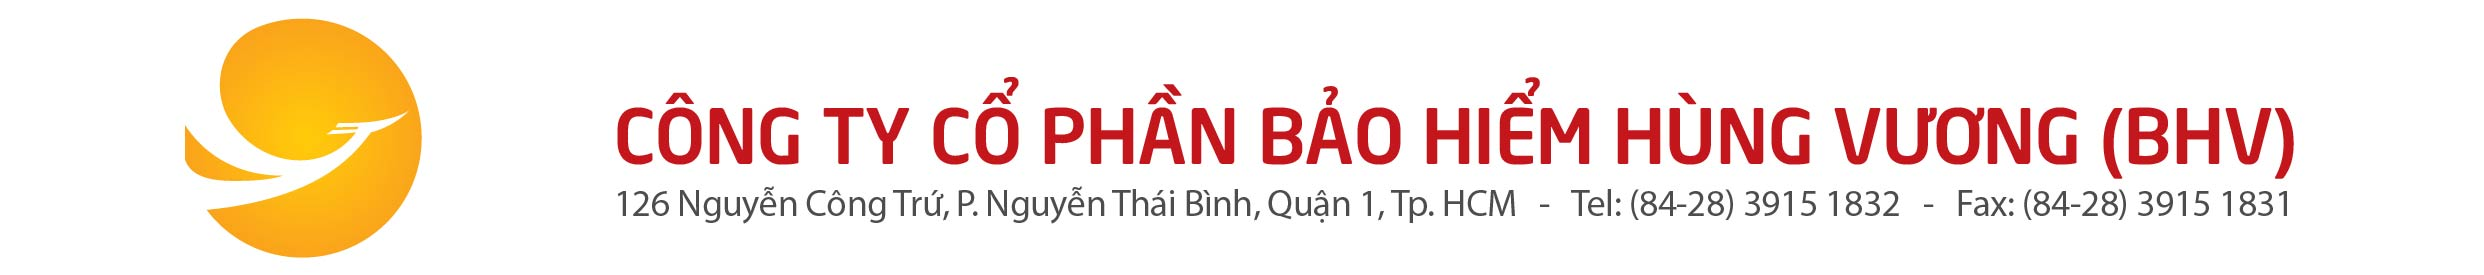 CÔNG TY CỔ PHẦN BẢO HIỂM HÙNG VƯƠNG (BHV)
126 Nguyễn Công Trứ, P. Nguyễn Thái Bình, Quận 1, Tp. HCM - Tel: (84-28) 3915 1832 - Fax: (84-28) 3915 1831